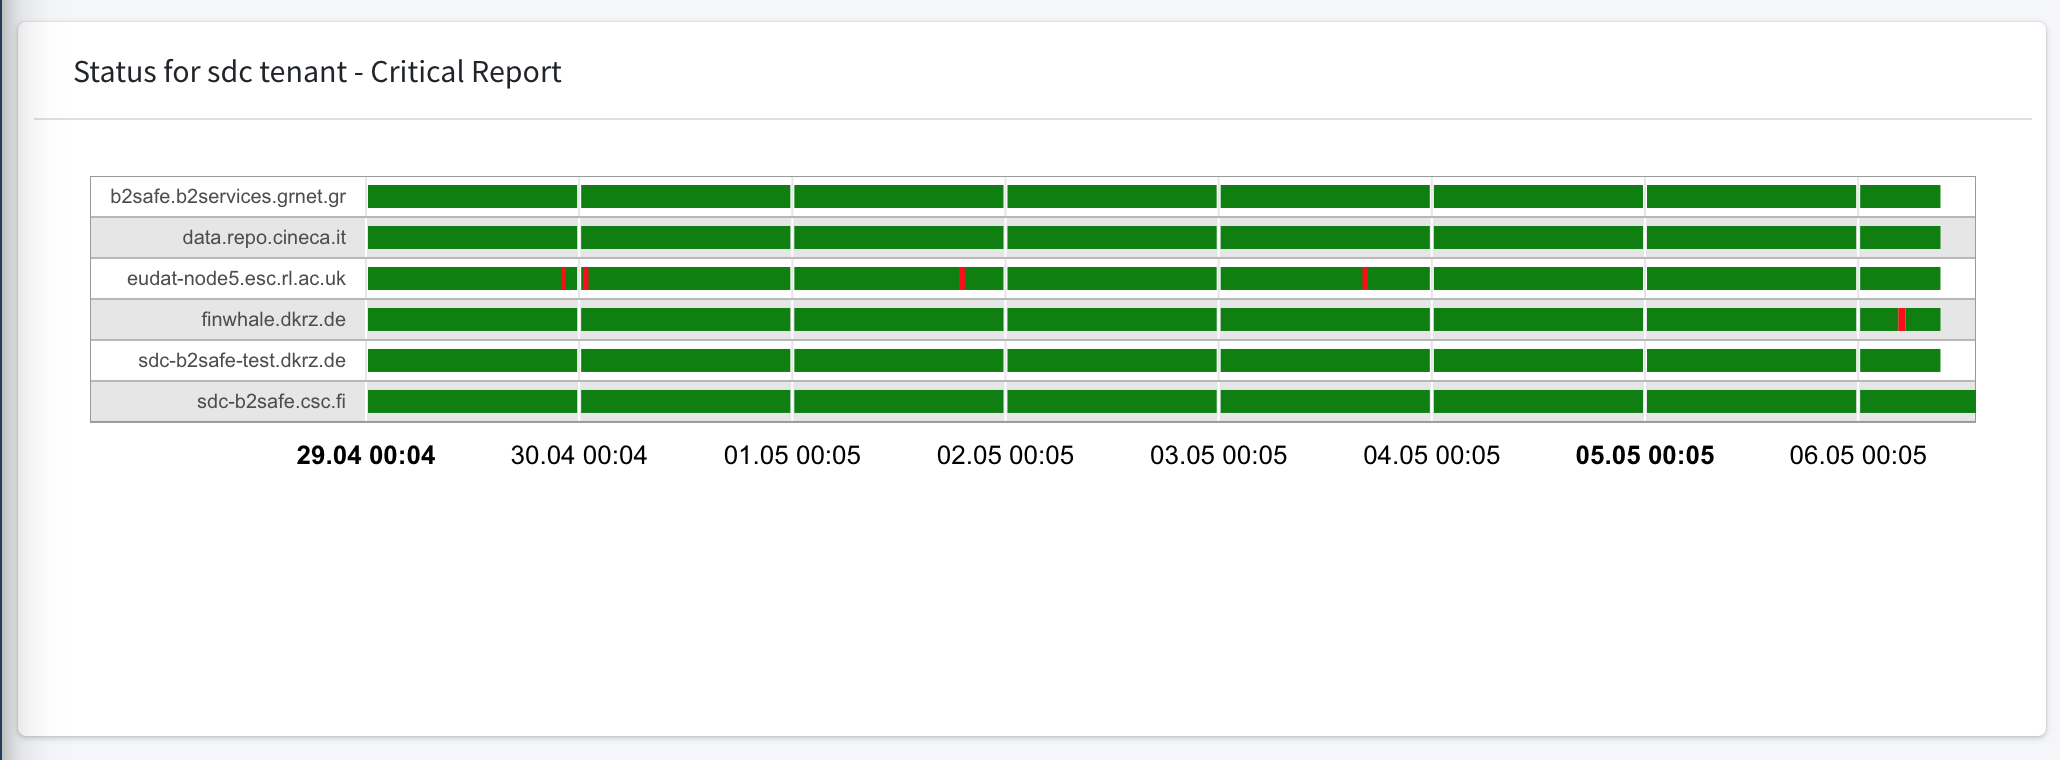 Status for sdc tenant - Critical Report
b2safe.b2services.grnet.gr
data.repo.cineca.it
eudat-node5.esc.rl.ac.uk
finwhale.dkrz.de
sdc-b2safe-test.dkrz.de
sdc-b2safe.csc.fi
29.04 00:04 30.04 00:04 01.05 00:05 02.05 00:05 03.05 00:05 04.05 00:05 05.05 00:05 06.05 00:05